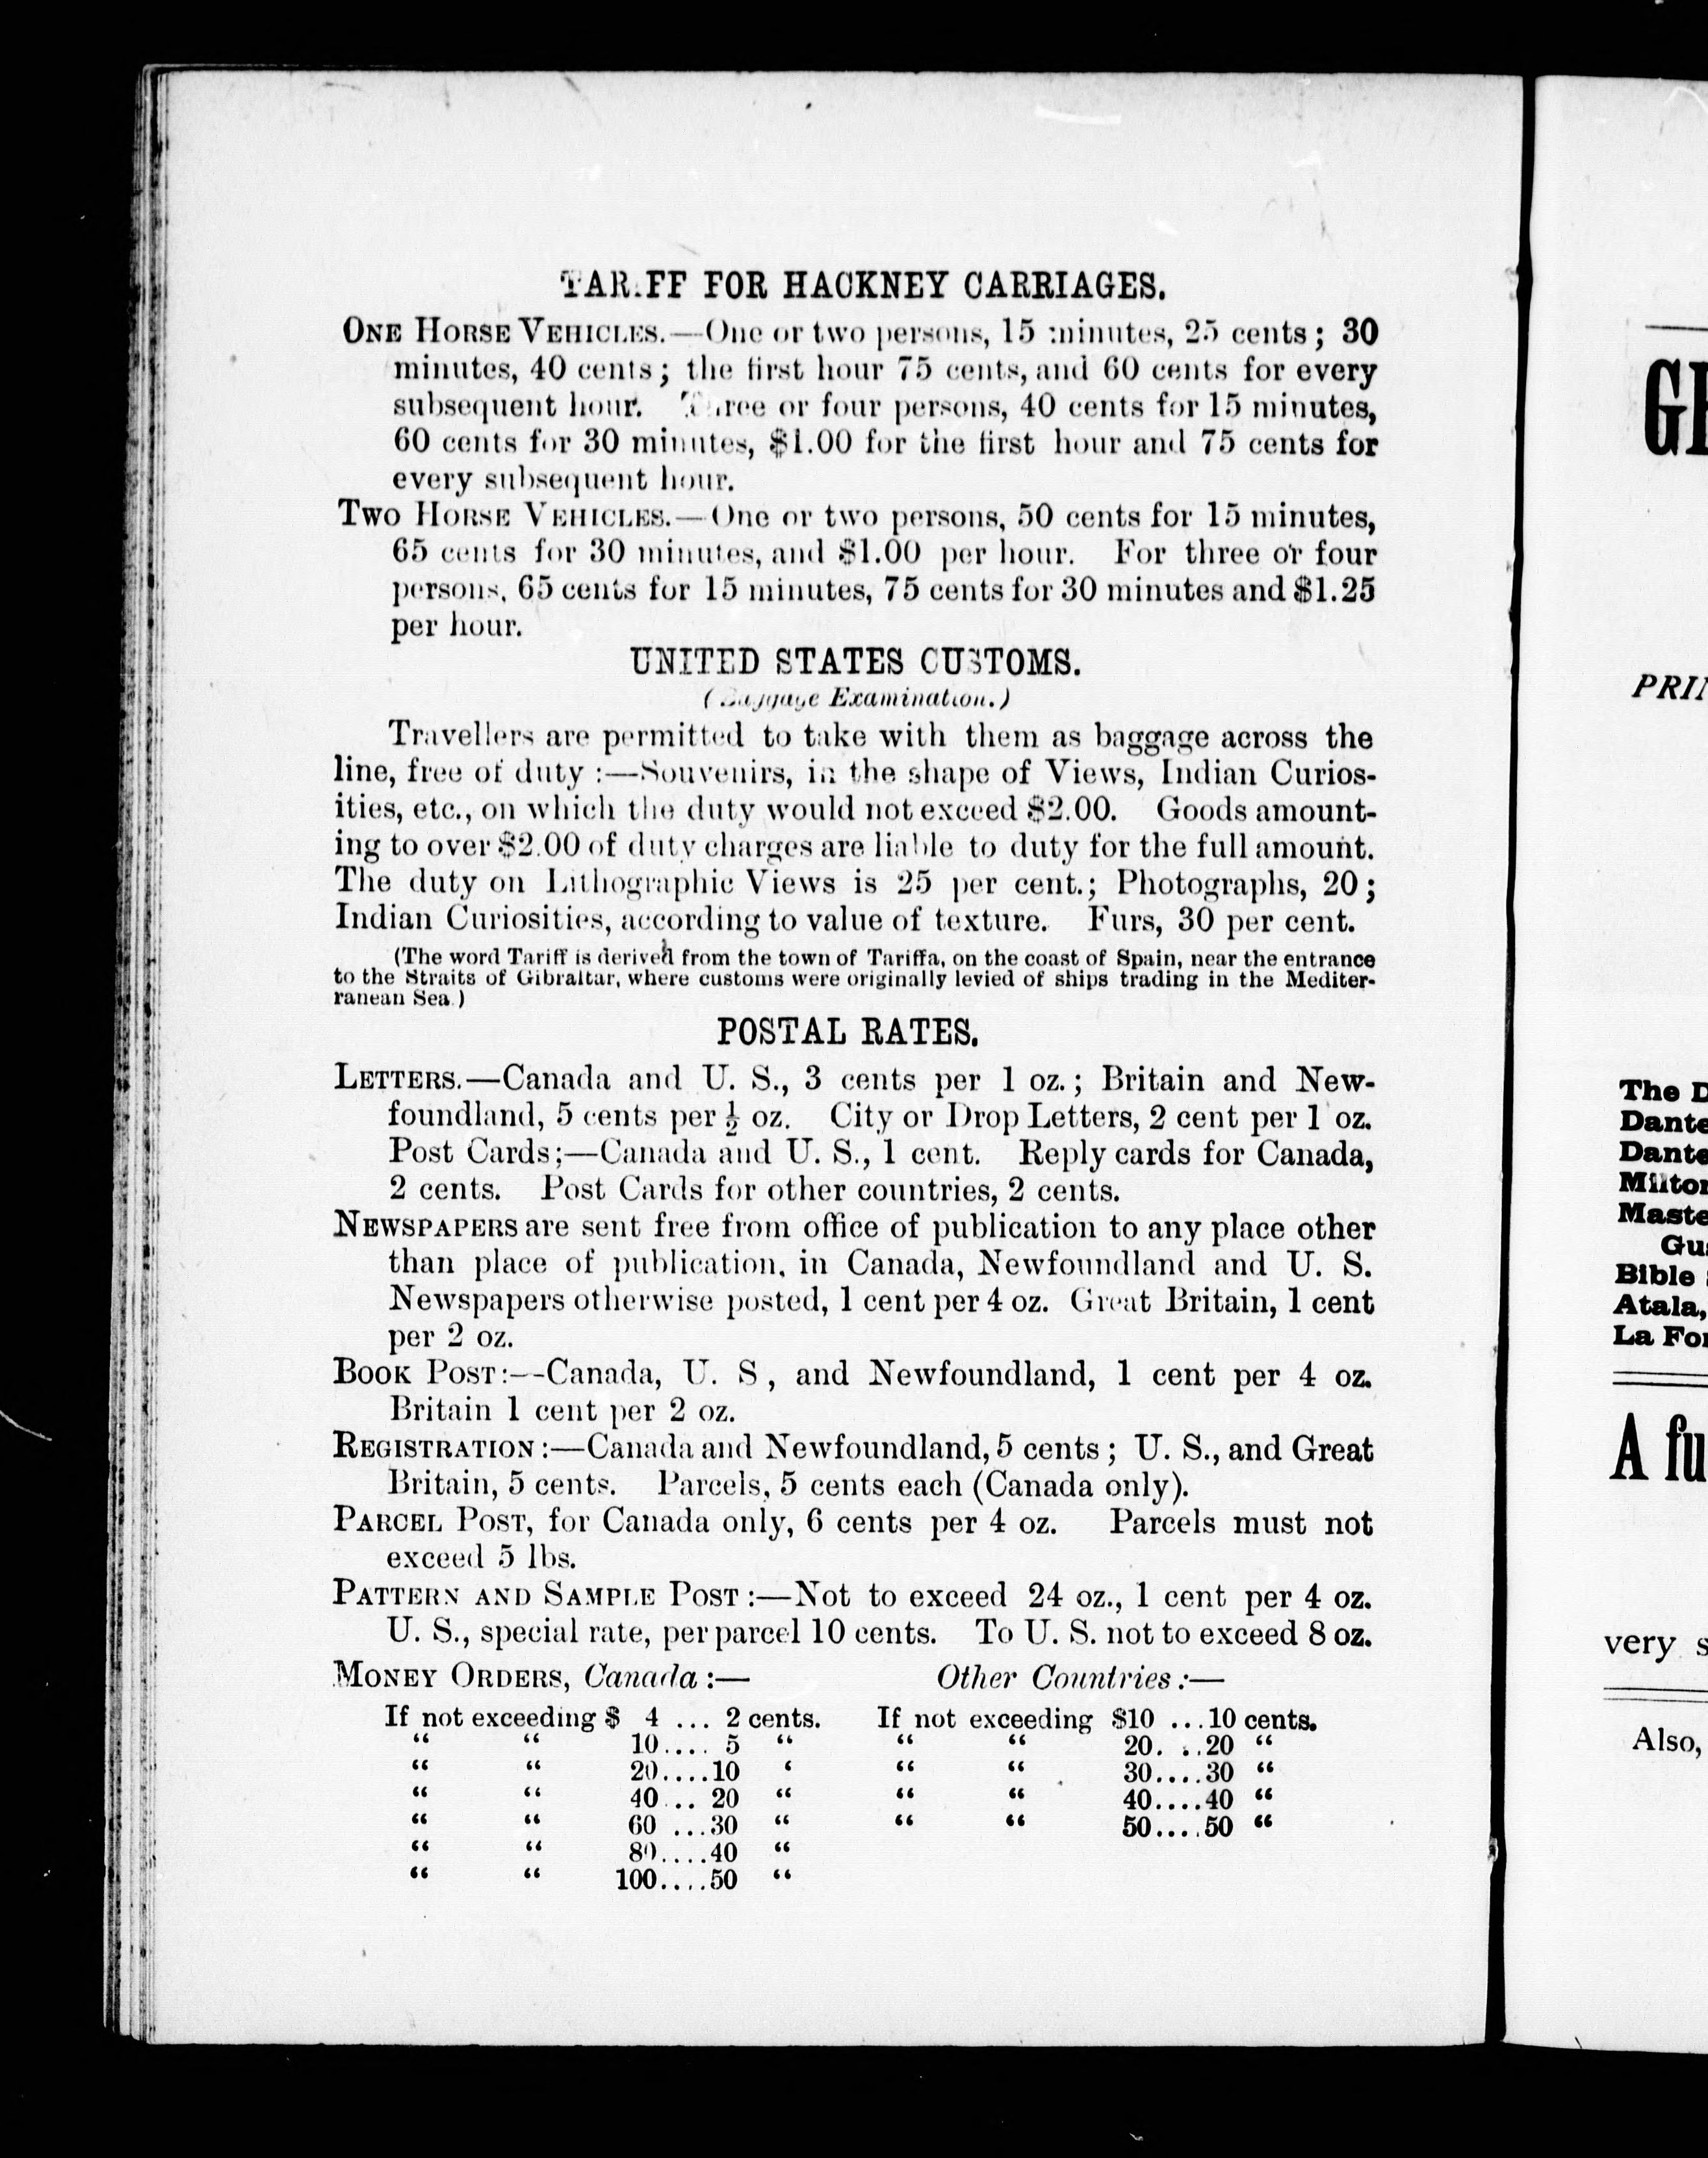 TARIFF FOR HACKNEY CARRIAGES.
ONE HORSE VEHICLES.—One or two persons, 15 minutes, 25 cents; 30
minutes, 40 cents; the first hour 75 cents, and 60 cents for every
subsequent hour. Three or four persons, 40 cents for 15 minutes,
60 cents for 30 minutes, $1.00 for the first hour and 75 cents for
every subsequent hour.
TWO HORSE VEHICLES.—One or two persons, 50 cents for 15 minutes,
65 cents for 30 minutes, and $1.00 per hour. For three or four
persons, 65 cents for 15 minutes, 75 cents for 30 minutes and $1.25
per hour.
UNITED STATES CUSTOMS.
(Baggage Examination.)
Travellers are permitted to take with them as baggage across the
line, free of duty :—Souvenirs, in the shape of Views, Indian Curios-
ities, etc., on which the duty would not exceed $2.00. Goods amount-
ing to over $2.00 of duty charges are liable to duty for the full amount.
The duty on Lithographic Views is 25 per cent.; Photographs, 20;
Indian Curiosities, according to value of texture. Furs, 30 per cent.
(The word Tariff is derived from the town of Tariffa, on the coast of Spain, near the entrance
to the Straits of Gibraltar, where customs were originally levied of ships trading in the Mediter-
ranean Sea.)
POSTAL RATES.
LETTERS.—Canada and U. S., 3 cents per 1 oz.; Britain and New-
foundland, 5 cents per ½ oz. City or Drop Letters, 2 cent per 1 oz.
Post Cards;—Canada and U. S., 1 cent. Reply cards for Canada,
2 cents. Post Cards for other countries, 2 cents.
NEWSPAPERS are sent free from office of publication to any place other
than place of publication, in Canada, Newfoundland and U. S.
Newspapers otherwise posted, 1 cent per 4 oz. Great Britain, 1 cent
per 2 oz.
BOOK POST:—Canada, U. S, and Newfoundland, 1 cent per 4 oz.
Britain 1 cent per 2 oz.
REGISTRATION:—Canada and Newfoundland, 5 cents; U. S., and Great
Britain, 5 cents. Parcels, 5 cents each (Canada only).
PARCEL POST, for Canada only, 6 cents per 4 oz. Parcels must not
exceed 5 lbs.
PATTERN AND SAMPLE POST:—Not to exceed 24 oz., 1 cent per 4 oz.
U. S., special rate, per parcel 10 cents. To U. S. not to exceed 8 oz.
MONEY ORDERS, Canada:— Other Countries:—
If not exceeding $ 4 ... 2 cents. If not exceeding $10 ...10 cents.
“ “ 10.... 5 “ “ “ 20. ..20 “
“ “ 20....10 ‘ “ “ 30....30 “
“ “ 40... 20 “ “ “ 40....40 “
“ “ 60 ...30 “ “ “ 50....50 “
“ “ 80....40 “
“ “ 100....50 “
PRIN
The D
Dante
Dante
Milton
Maste
Gus
Bible
Atala,
La Fon
A fu
very s
Also,